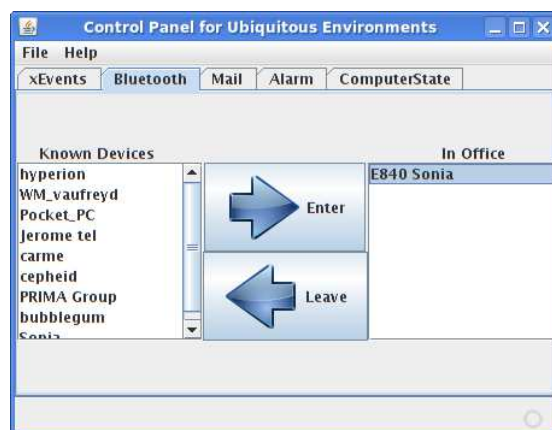 Control Panel for Ubiquitous Environments
File Help
xEvents Bluetooth Mail Alarm ComputerState
Known Devices
In Office
hyperion
WM_vaufreyd
Pocket_PC
Jerome tel
carme
cepheid
PRIMA Group
bubblegum
Sonia
Enter
Leave
E840 Sonia